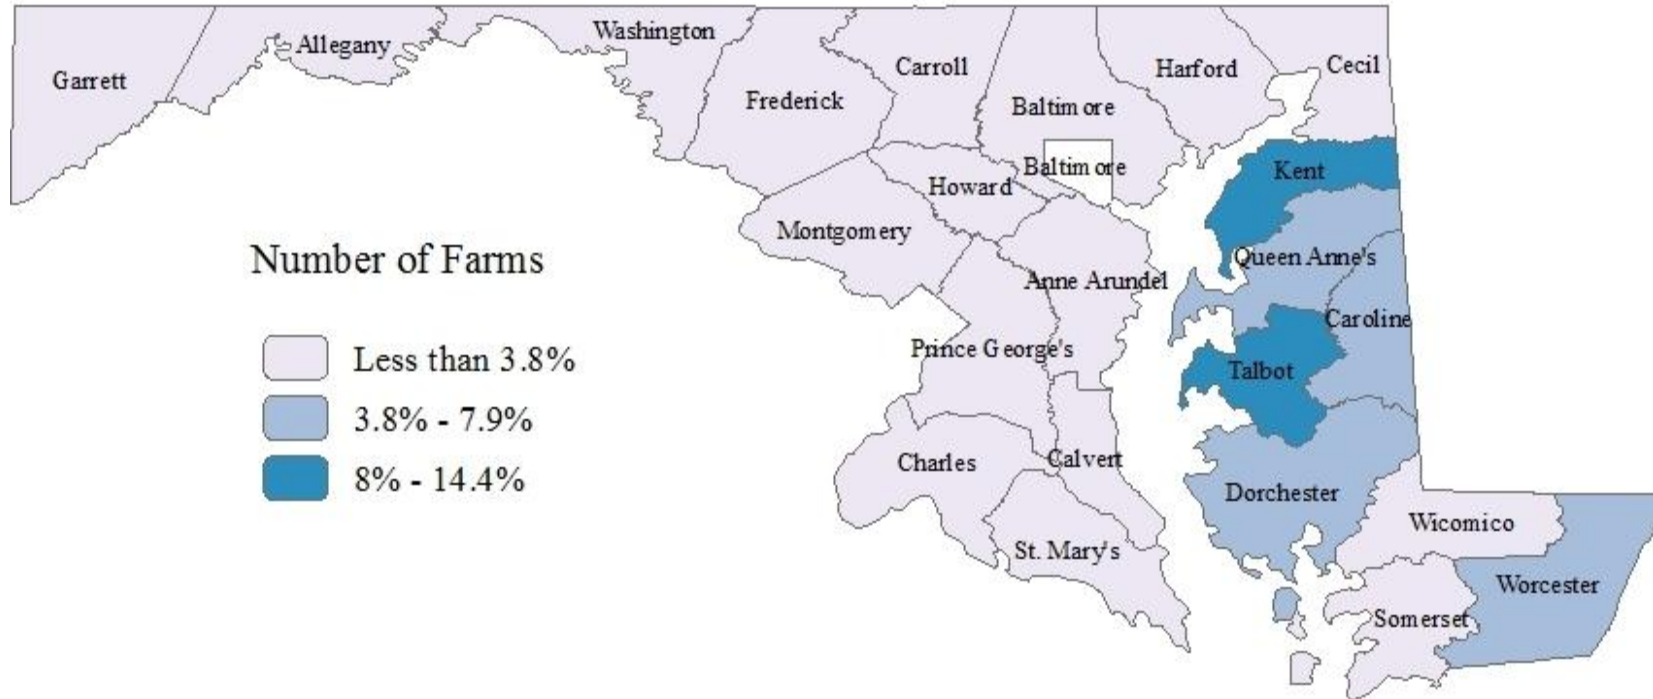 Garrett
Allegany
Washington
Frederick
Carroll
Baltimore
Harford
Cecil
Baltimore
Howard
Montgomery
Kent
Queen Anne's
Anne Arundel
Caroline
Prince George's
Talbot
Charles
Calvert
Dorchester
St. Mary's
Wicomico
Worcester
Somerset
Number of Farms
Less than 3.8%
3.8% - 7.9%
8% - 14.4%